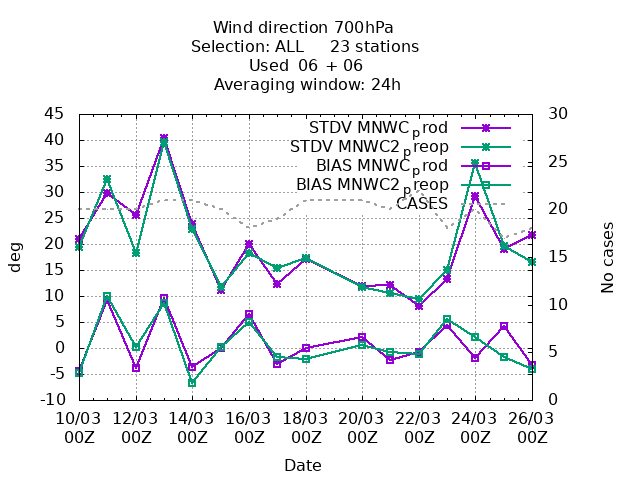 Wind direction 700hPa
Selection: ALL 23 stations
Used 06 + 06
Averaging window: 24h
45
40
35
30
25
20
15
10
5
0
-5
-10
deg
30
25
20
15
10
5
0
No cases
STDV MNWC_prod
STDV MNWC2_preop
BIAS MNWC_prod
BIAS MNWC2_preop
CASES
10/03 12/03 14/03 16/03 18/03 20/03 22/03 24/03 26/03
00Z 00Z 00Z 00Z 00Z 00Z 00Z 00Z 00Z
Date